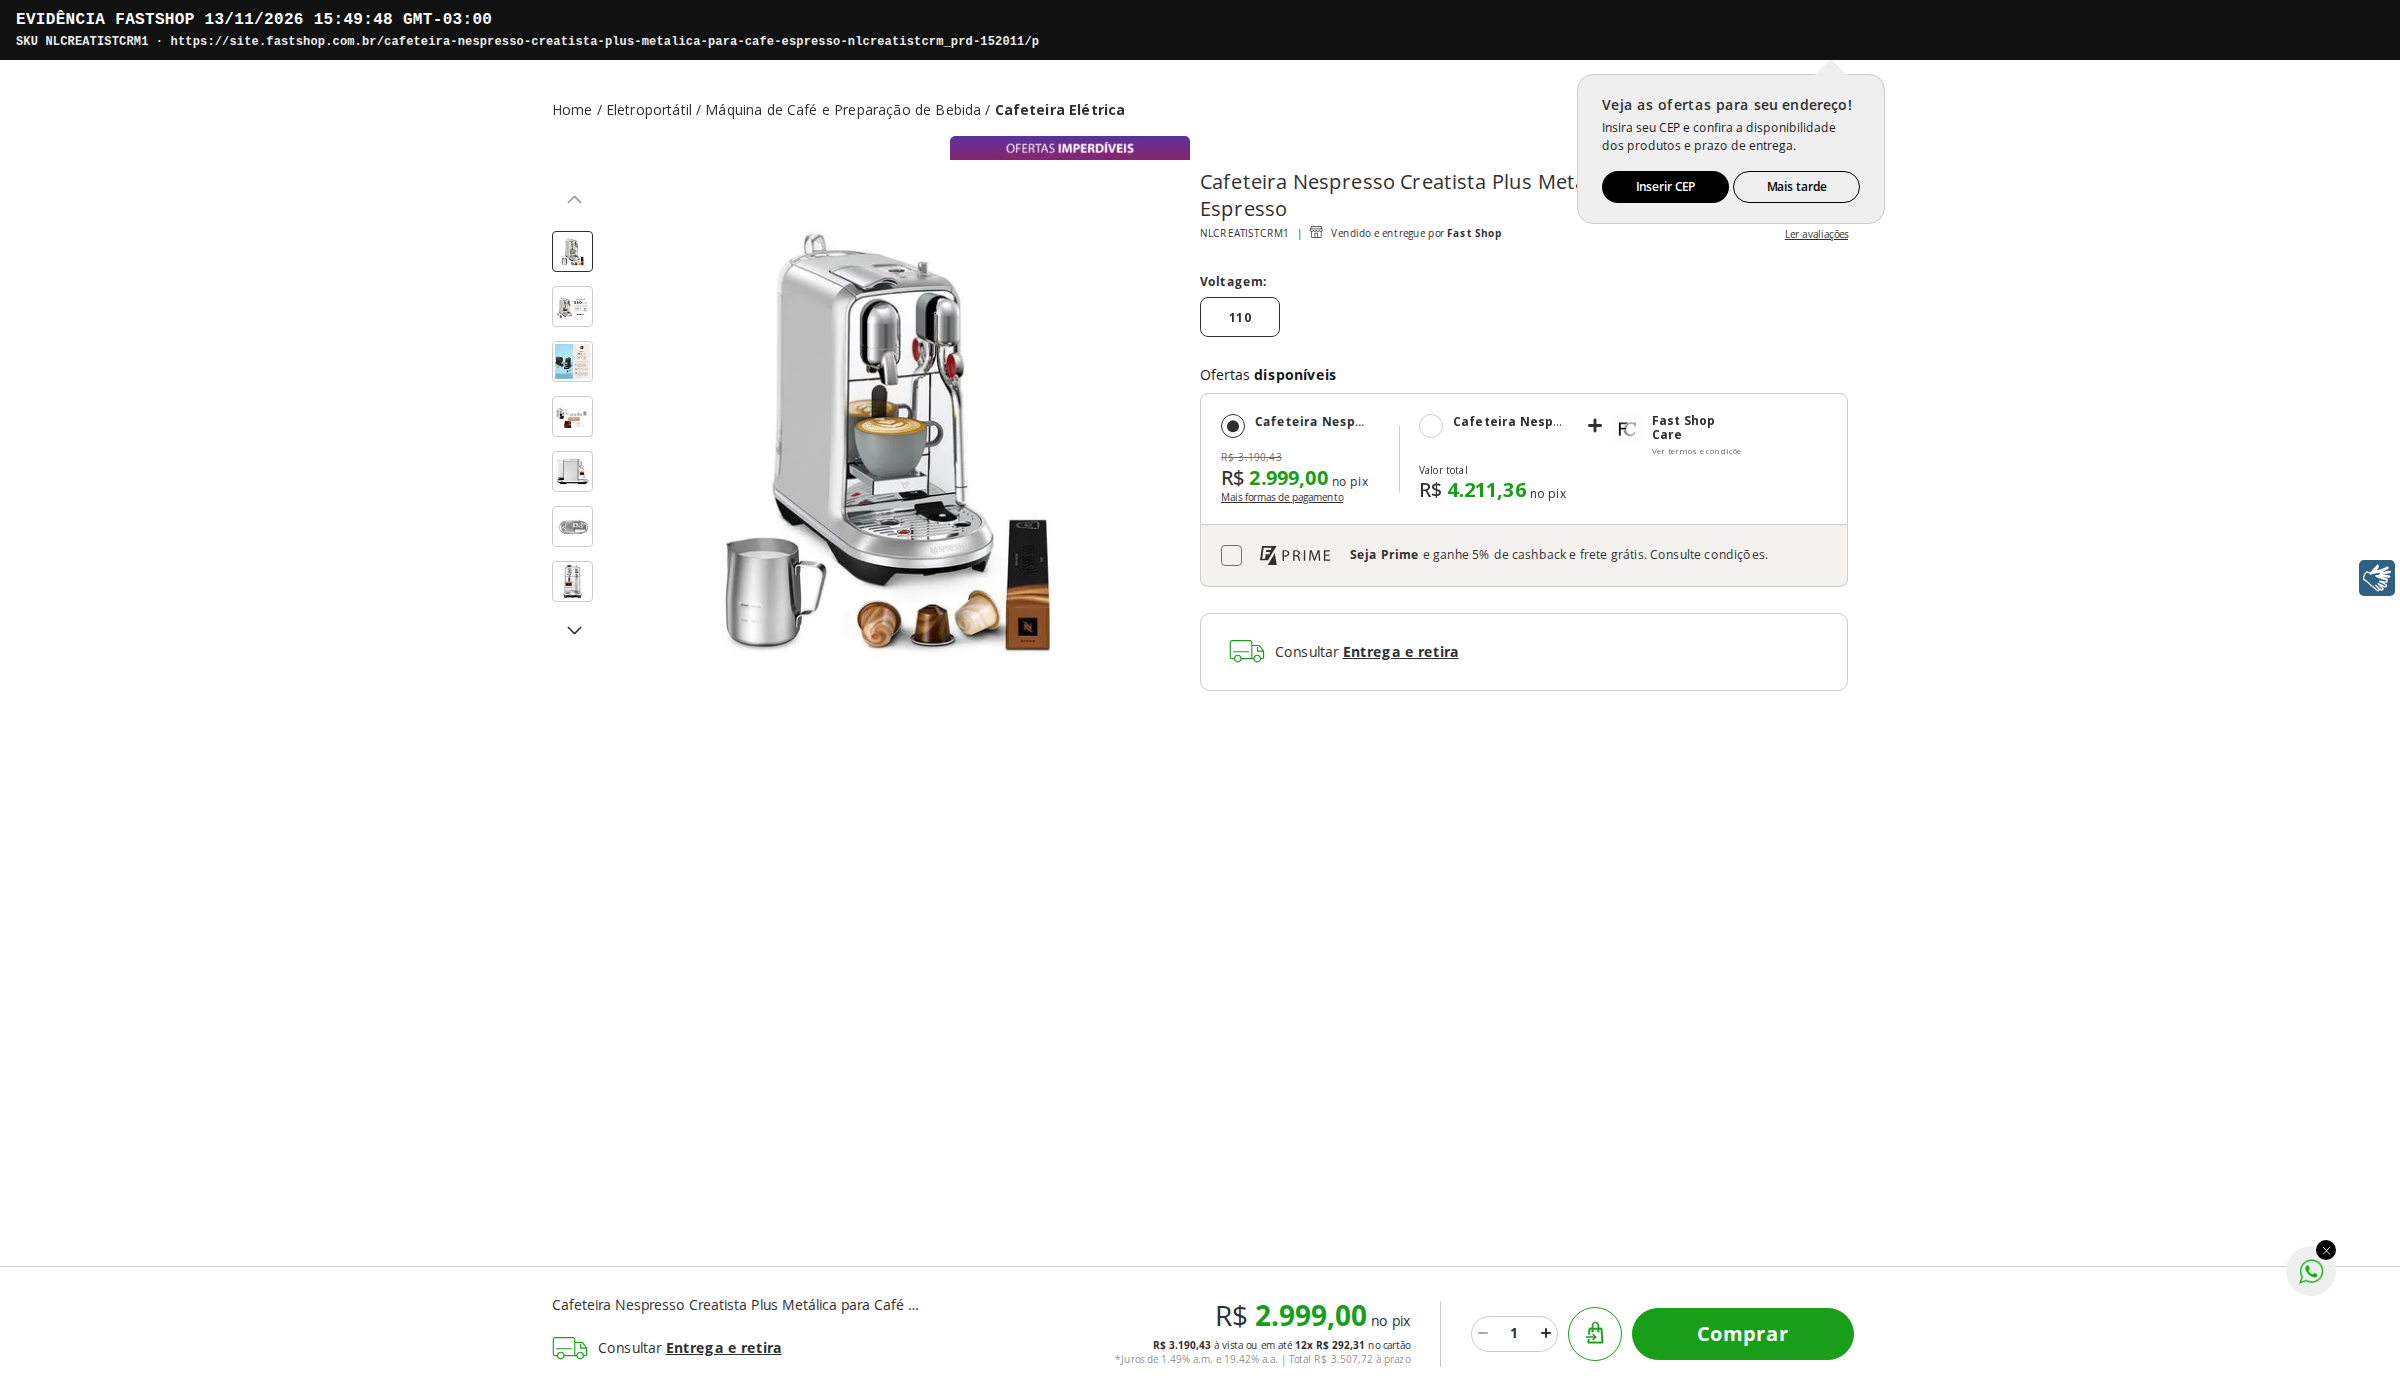 EVIDÊNCIA FASTSHOP 13/11/2026 15:49:48 GMT-03:00
SKU NLCREATISTCRM1 · https://site.fastshop.com.br/cafeteira-nespresso-creatista-plus-metalica-para-cafe-espresso-nlcreatistcrm_prd-152011/p
Home / Eletroportátil / Máquina de Café e Preparação de Bebida / Cafeteira Elétrica
Veja as ofertas para seu endereço!
Insira seu CEP e confira a disponibilidade
dos produtos e prazo de entrega.
Inserir CEP
Mais tarde
OFERTAS IMPERDÍVEIS
Cafeteira Nespresso Creatista Plus
Espresso
NLCREATISTCRM1 | Vendido e entregue por Fast Shop
Ler avaliações
Voltagem:
110
Ofertas disponíveis
Cafeteira Nesp...
R$ 3.190,43
R$ 2.999,00 no pix
Mais formas de pagamento
Cafeteira Nesp...
+
FC
Fast Shop
Care
Ver termos e condiçõe
Valor total
R$ 4.211,36 no pix
PRIME
Seja Prime e ganhe 5% de cashback e frete grátis. Consulte condições.
Consultar Entrega e retira
Cafeteira Nespresso Creatista Plus Metálica para Café ...
Consultar Entrega e retira
R$ 2.999,00 no pix
R$ 3.190,43 à vista ou em até 12x R$ 292,31 no cartão
*Juros de 1.49% a.m. e 19.42% a.a. | Total R$ 3.507,72 à prazo
− 1 +
Comprar